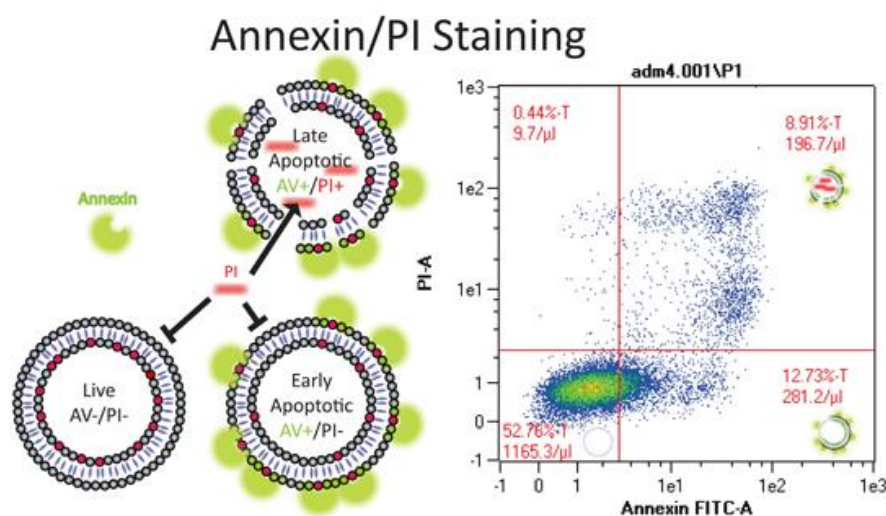 Annexin/PI Staining
Annexin
Late
Apoptotic
AV+/PI+
PI
Live
AV-/PI-
Early
Apoptotic
AV+/PI-
adm4.001\P1
PI-A
1e3
1e2
1e1
1
0
-1
0.44%-T
9.7/µl
8.91%-T
196.7/µl
52.76%-T
1165.3/µl
12.73%-T
281.2/µl
-1 0 1 1e1 1e2 1e3
Annexin FITC-A